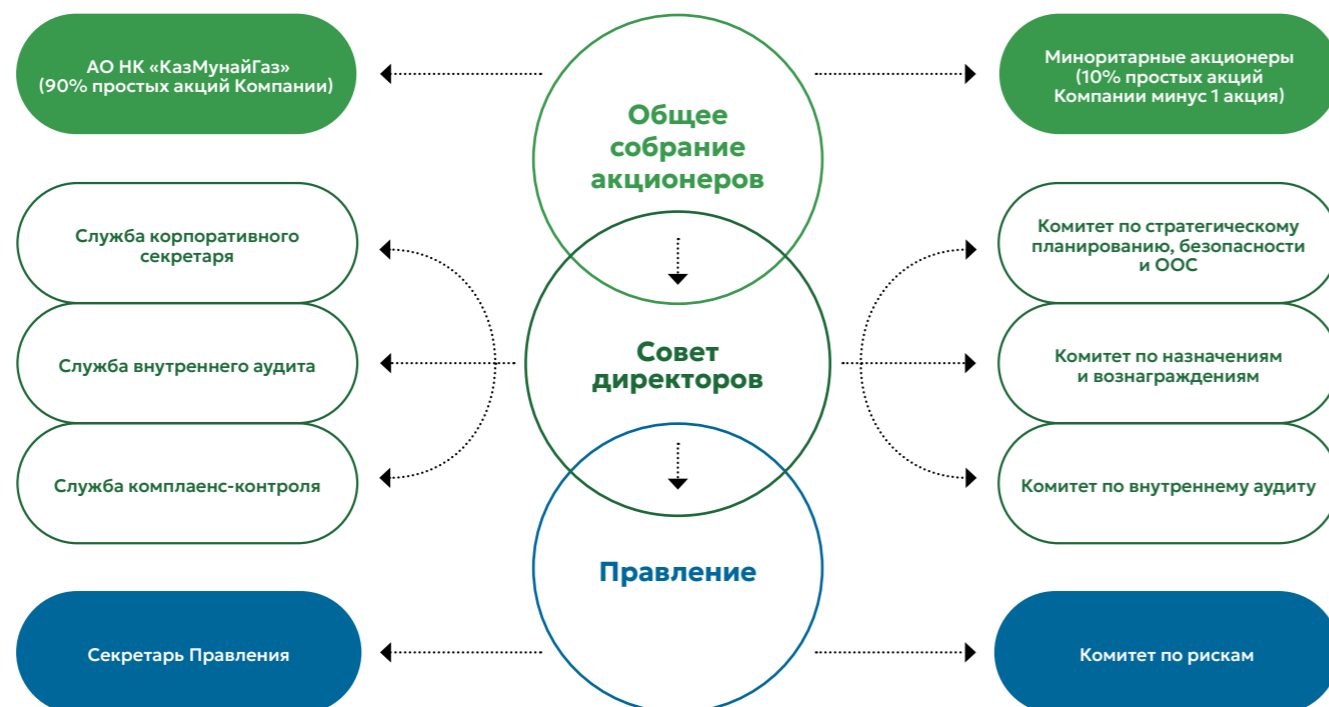 АО НК «КазМунайГаз»
(90% простых акций Компании)
Общее
собрание
акционеров
Миноритарные акционеры
(10% простых акций
Компании минус 1 акция)
Служба корпоративного
секретаря
Служба внутреннего аудита
Служба комплаенс-контроля
Совет
директоров
Комитет по стратегическому
планированию, безопасности
и ООС
Комитет по назначениям
и вознаграждениям
Комитет по внутреннему аудиту
Секретарь Правления
Правление
Комитет по рискам